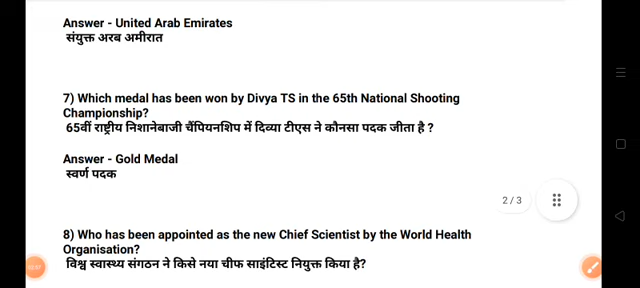 Answer - United Arab Emirates
संयुक्त अरब अमीरात
7) Which medal has been won by Divya TS in the 65th National Shooting
Championship?
65वीं राष्ट्रीय निशानेबाजी चैंपियनशिप में दिव्या टीएस ने कौनसा पदक जीता है ?
Answer - Gold Medal
स्वर्ण पदक
2 / 3
8) Who has been appointed as the new Chief Scientist by the World Health
Organisation?
विश्व स्वास्थ्य संगठन ने किसे नया चीफ साइंटिस्ट नियुक्त किया है?